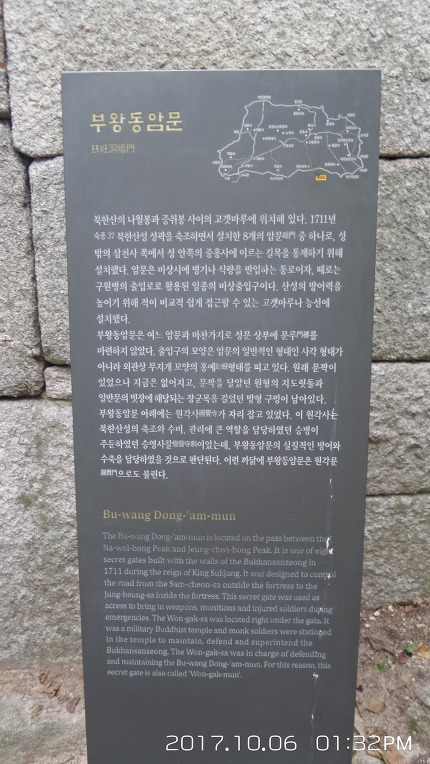 부왕동암문
扶旺洞暗門
북한산의 나월봉과 증취봉 사이의 고갯마루에 위치해 있다. 1711년
숙종 37 북한산성 성곽을 축조하면서 설치한 8개의 암문暗門 중 하나로, 성
밖의 삼천사 쪽에서 성 안쪽의 중흥사에 이르는 길목을 통제하기 위해
설치했다. 암문은 비상시에 병기나 식량을 반입하는 통로이자, 때로는
구원병의 출입로로 활용된 일종의 비상출입구이다. 산성의 방어력을
높이기 위해 적이 비교적 쉽게 접근할 수 있는 고갯마루나 능선에
설치했다.
부왕동암문은 여느 암문과 마찬가지로 성문 상부에 문루門樓를
마련하지 않았다. 출입구의 모양은 암문의 일반적인 형태인 사각 형태가
아니라 외관상 무지개 모양의 홍예虹霓형태를 띠고 있다. 원래 문짝이
있었으나 지금은 없어지고, 문짝을 달았던 원형의 지도릿돌과
일반문의 빗장에 해당되는 장군목을 걸었던 방형 구멍이 남아있다.
부왕동암문 아래에는 원각사圓覺寺가 자리 잡고 있었다. 이 원각사는
북한산성의 축조와 수비, 관리에 큰 역할을 담당하였던 승병이
주둔하였던 승영사찰僧營寺刹이었는데, 부왕동암문의 실질적인 방어와
수축을 담당하였을 것으로 판단된다. 이런 까닭에 부왕동암문은 원각문
圓覺門으로도 불린다.
Bu-wang Dong-'am-mun
The Bu-wang Dong-'am-mun is located on the pass between the
Na-wol-bong Peak and Jeung-chwi-bong Peak. It is one of eight
secret gates built with the walls of the Bukhansanseong in
1711 during the reign of King Sukjong. It was designed to control
the road from the Sam-cheon-sa outside the fortress to the
Jung-heung-sa inside the fortress. This secret gate was used as
access to bring in weapons, munitions and injured soldiers during
emergencies. The Won-gak-sa was located right under the gate. It
was a military Buddhist temple and monk soldiers were stationed
in the temple to maintain, defend and superintend the
Bukhansanseong. The Won-gak-sa was in charge of defending
and maintaining the Bu-wang Dong-'am-mun. For this reason, this
secret gate is also called 'Won-gak-mun'.
2017.10.06 01:32PM